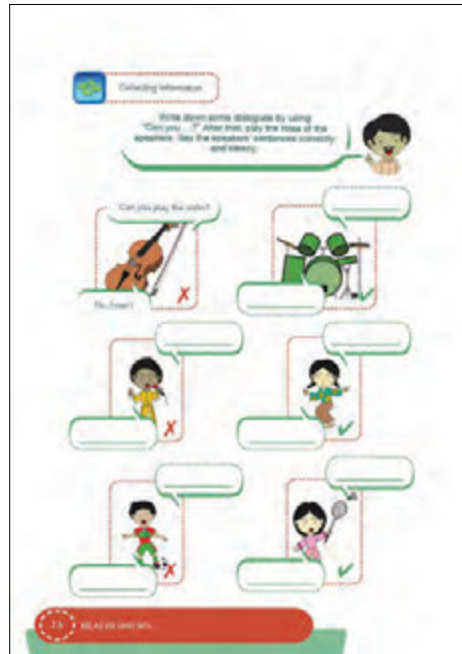 Collecting Information
Write down some dialogues by using
"Can you ...?" After that, play the roles of the
speakers. Say the speakers' sentences correctly
and clearly.
Can you play the violin?
No, I can't